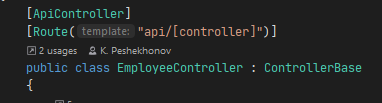 [ApiController]
[Route(template:"api/[controller]")]
2 usages K. Peshekhonov
public class EmployeeController : ControllerBase
{